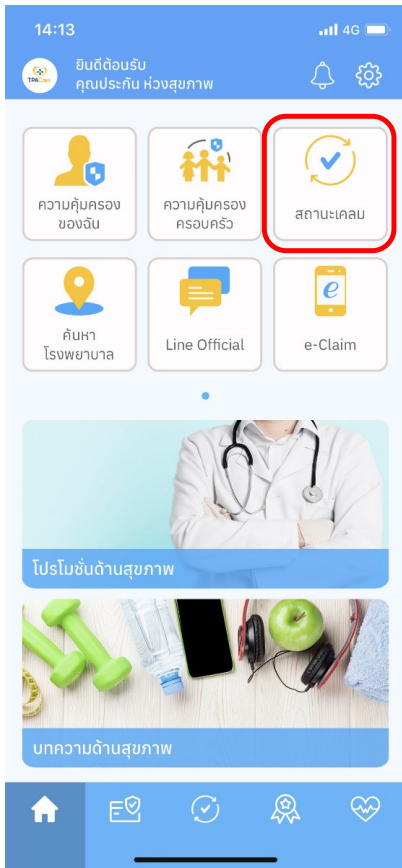 14:13
4G
TPACare
ยินดีต้อนรับ
คุณประกัน ห่วงสุขภาพ
ความคุ้มครอง
ของฉัน
ความคุ้มครอง
ครอบครัว
สถานะเคลม
ค้นหา
โรงพยาบาล
Line Official
e
e-Claim
โปรโมชั่นด้านสุขภาพ
บทความด้านสุขภาพ